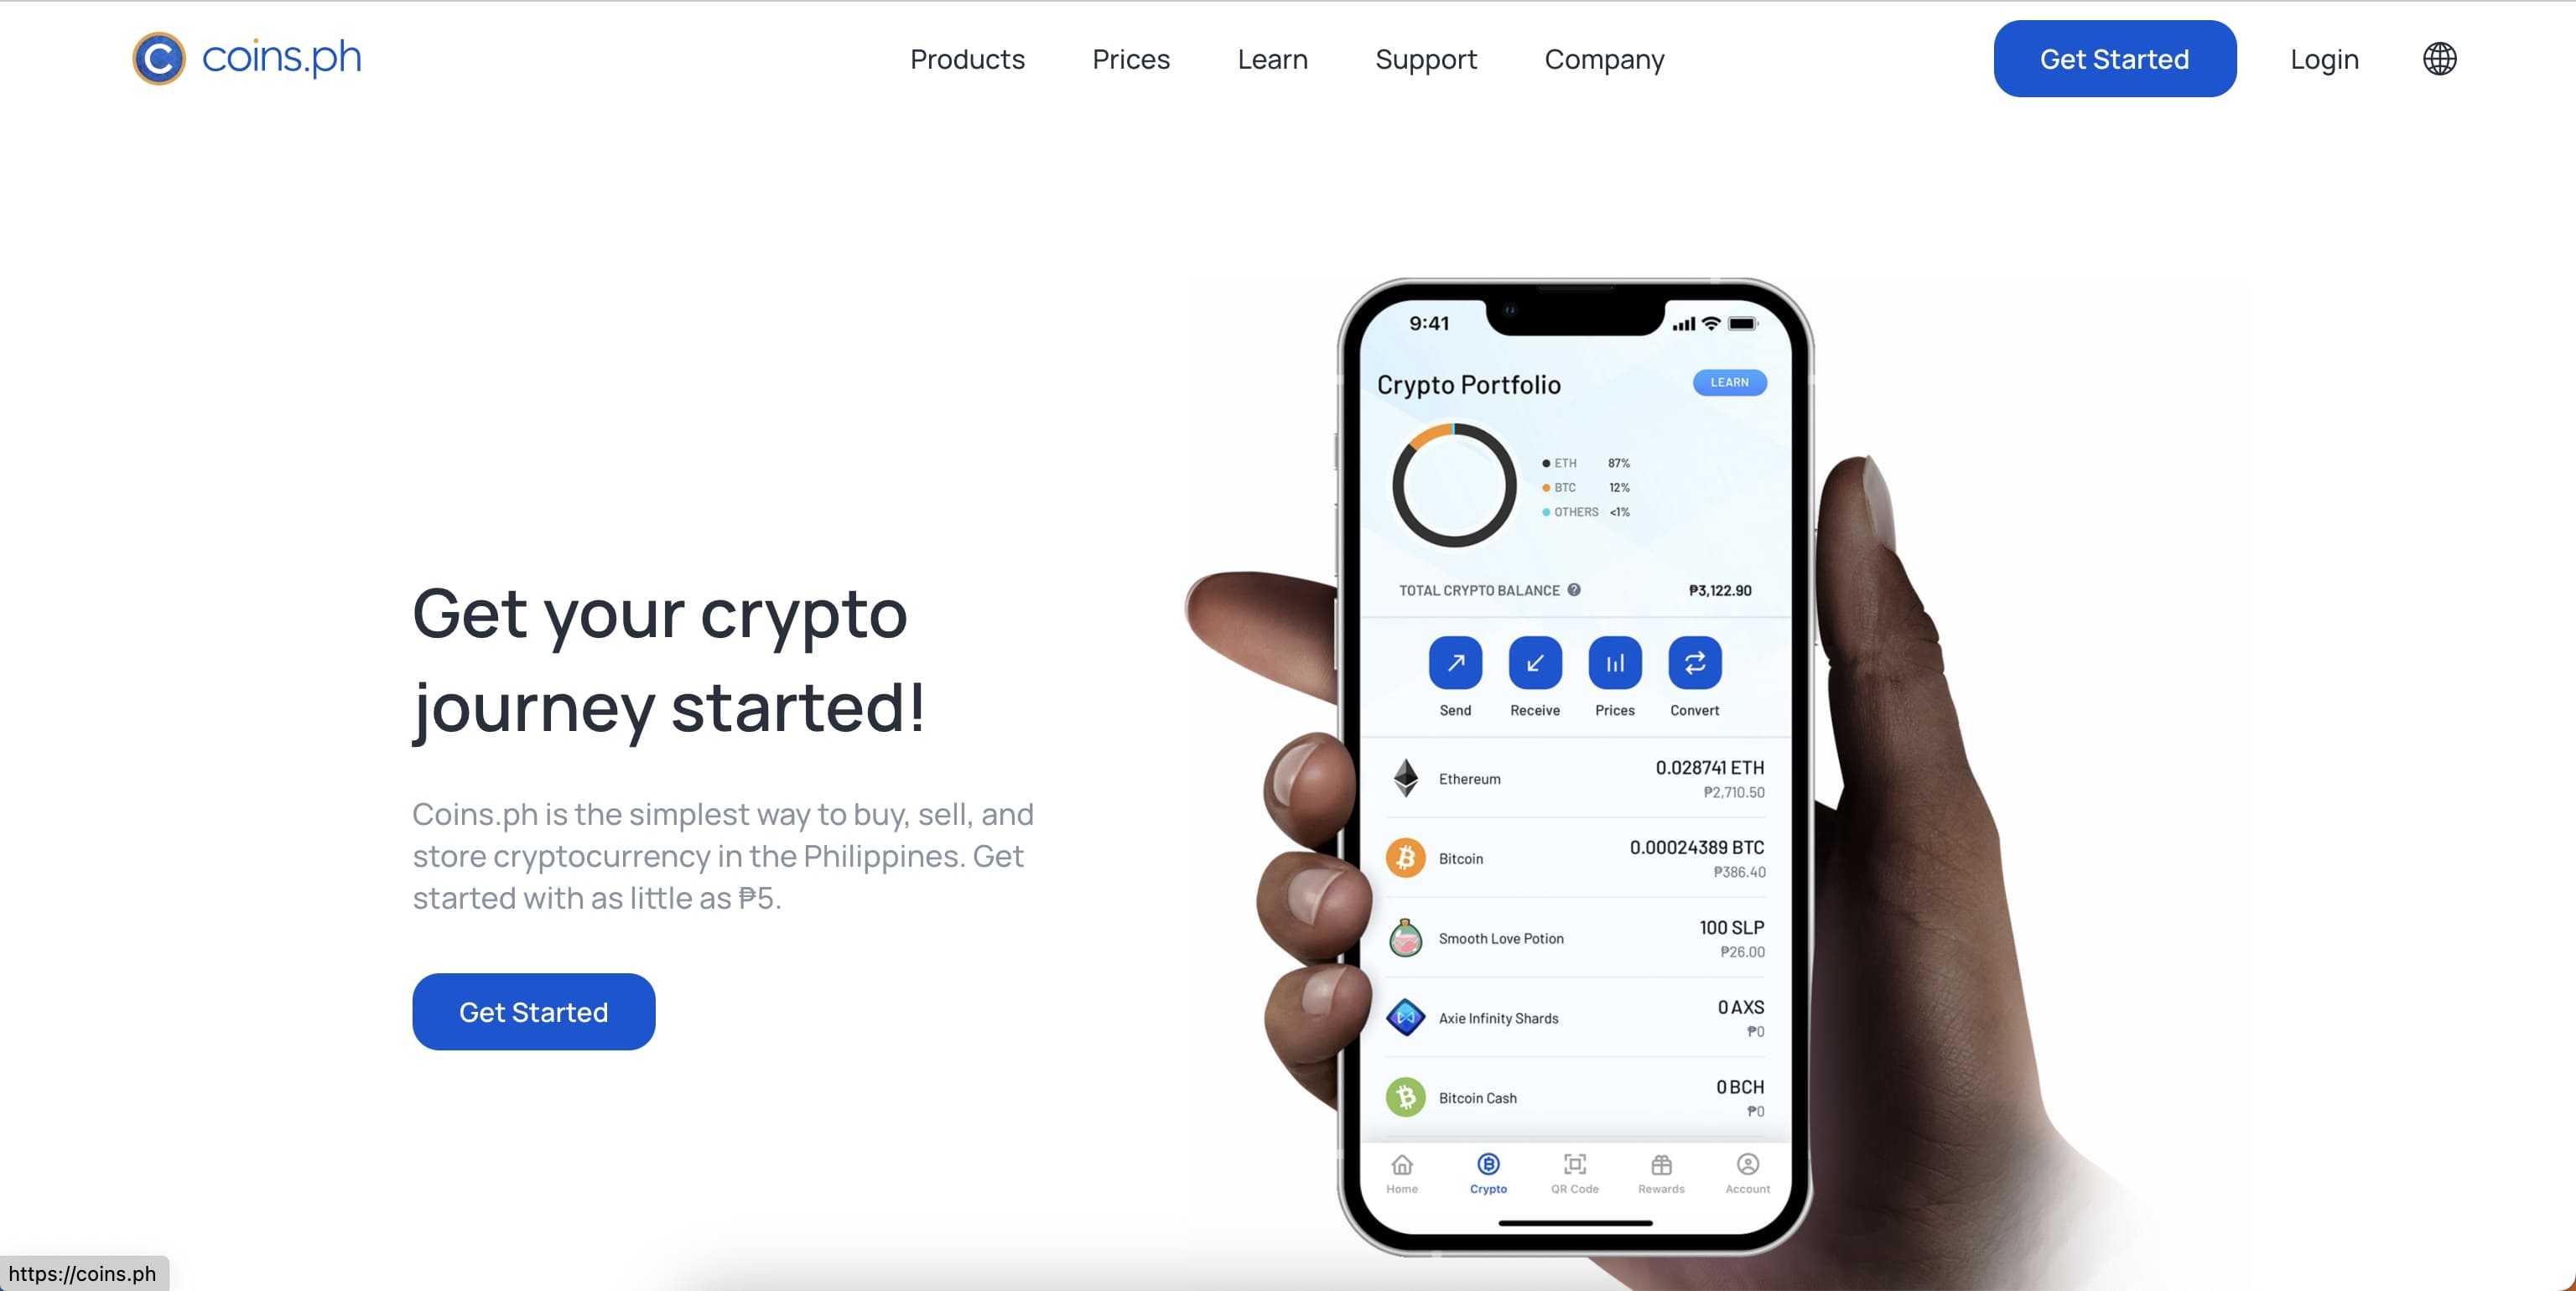 coins.ph
Products Prices Learn Support Company
Get Started Login
Get your crypto
journey started!
Coins.ph is the simplest way to buy, sell, and
store cryptocurrency in the Philippines. Get
started with as little as ₱5.
Get Started
9:41
Crypto Portfolio LEARN
ETH 87%
BTC 12%
OTHERS <1%
TOTAL CRYPTO BALANCE ? ₱3,122.90
Send Receive Prices Convert
Ethereum 0.028741 ETH
₱2,710.50
Bitcoin 0.00024389 BTC
₱386.40
Smooth Love Potion 100 SLP
₱26.00
Axie Infinity Shards 0 AXS
₱0
Bitcoin Cash 0 BCH
₱0
Home Crypto QR Code Rewards Account
https://coins.ph